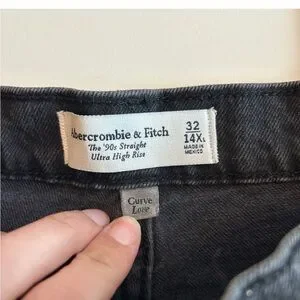 Abercrombie & Fitch
The '90s Straight
Ultra High Rise
32
14XL
MADE IN
MEXICO
Curve
Love